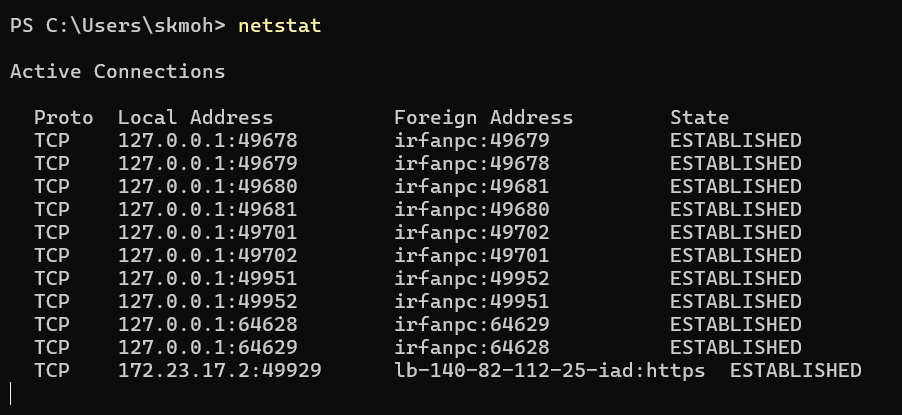 PS C:\Users\skmoh> netstat
Active Connections
Proto  Local Address          Foreign Address        State
TCP    127.0.0.1:49678        irfanpc:49679          ESTABLISHED
TCP    127.0.0.1:49679        irfanpc:49678          ESTABLISHED
TCP    127.0.0.1:49680        irfanpc:49681          ESTABLISHED
TCP    127.0.0.1:49681        irfanpc:49680          ESTABLISHED
TCP    127.0.0.1:49701        irfanpc:49702          ESTABLISHED
TCP    127.0.0.1:49702        irfanpc:49701          ESTABLISHED
TCP    127.0.0.1:49951        irfanpc:49952          ESTABLISHED
TCP    127.0.0.1:49952        irfanpc:49951          ESTABLISHED
TCP    127.0.0.1:64628        irfanpc:64629          ESTABLISHED
TCP    127.0.0.1:64629        irfanpc:64628          ESTABLISHED
TCP    172.23.17.2:49929      lb-140-82-112-25-iad:https  ESTABLISHED